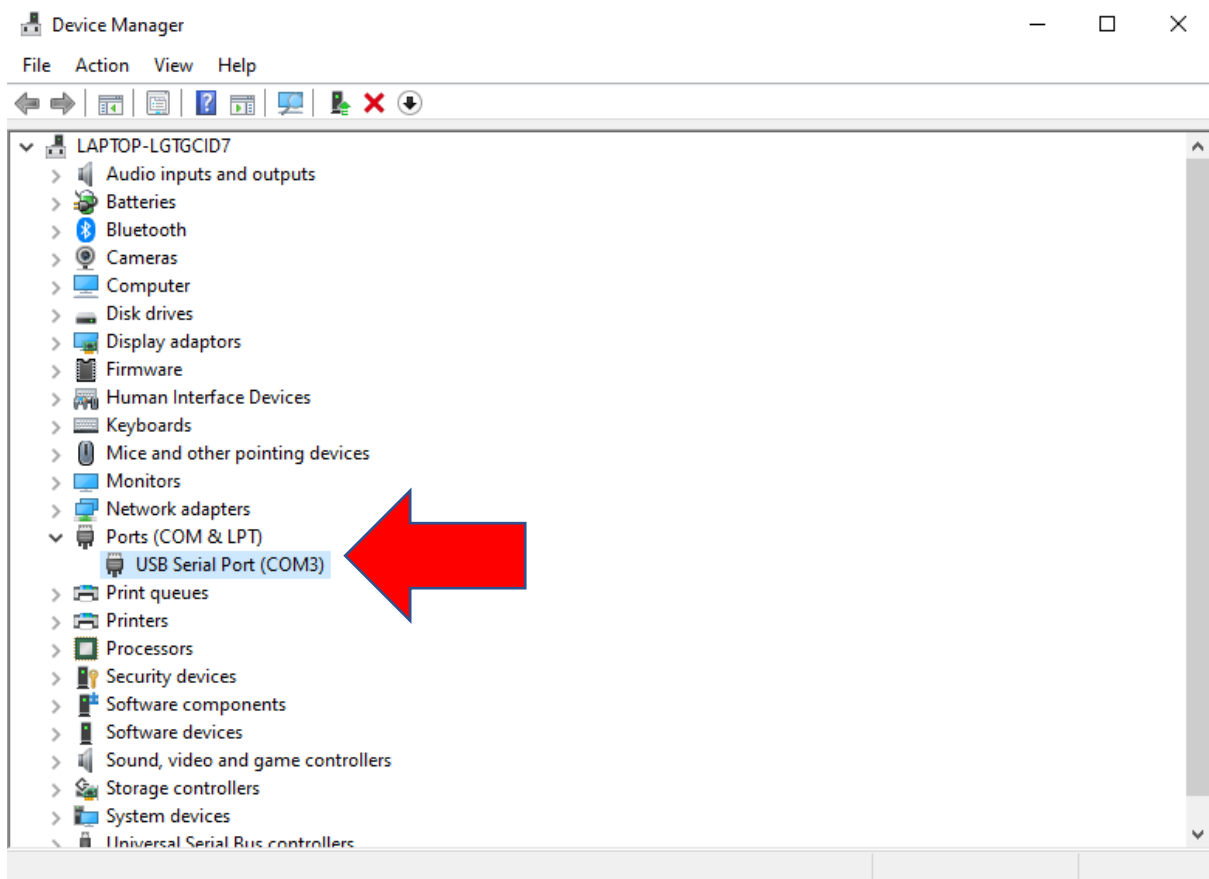 Device Manager
File Action View Help
LAPTOP-LGTGCID7
Audio inputs and outputs
Batteries
Bluetooth
Cameras
Computer
Disk drives
Display adaptors
Firmware
Human Interface Devices
Keyboards
Mice and other pointing devices
Monitors
Network adapters
Ports (COM & LPT)
USB Serial Port (COM3)
Print queues
Printers
Processors
Security devices
Software components
Software devices
Sound, video and game controllers
Storage controllers
System devices
Universal Serial Bus controllers